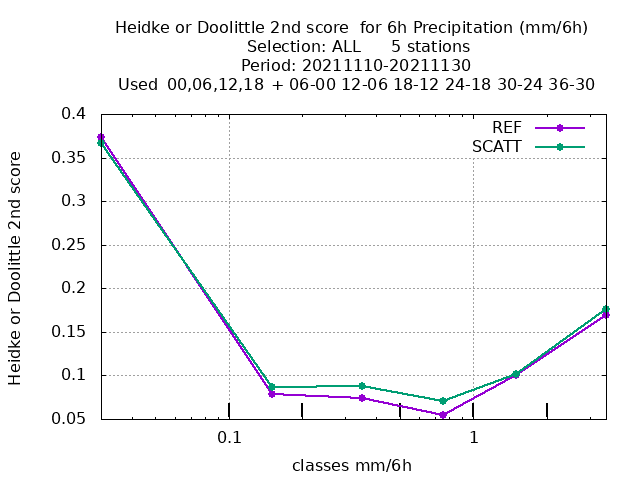 Heidke or Doolittle 2nd score  for 6h Precipitation (mm/6h)
Selection: ALL      5 stations
Period: 20211110-20211130
Used  00,06,12,18  + 06-00 12-06 18-12 24-18 30-24 36-30
REF
SCATT
0.4
0.35
0.3
0.25
0.2
0.15
0.1
0.05
Heidke or Doolittle 2nd score
0.1
1
classes mm/6h